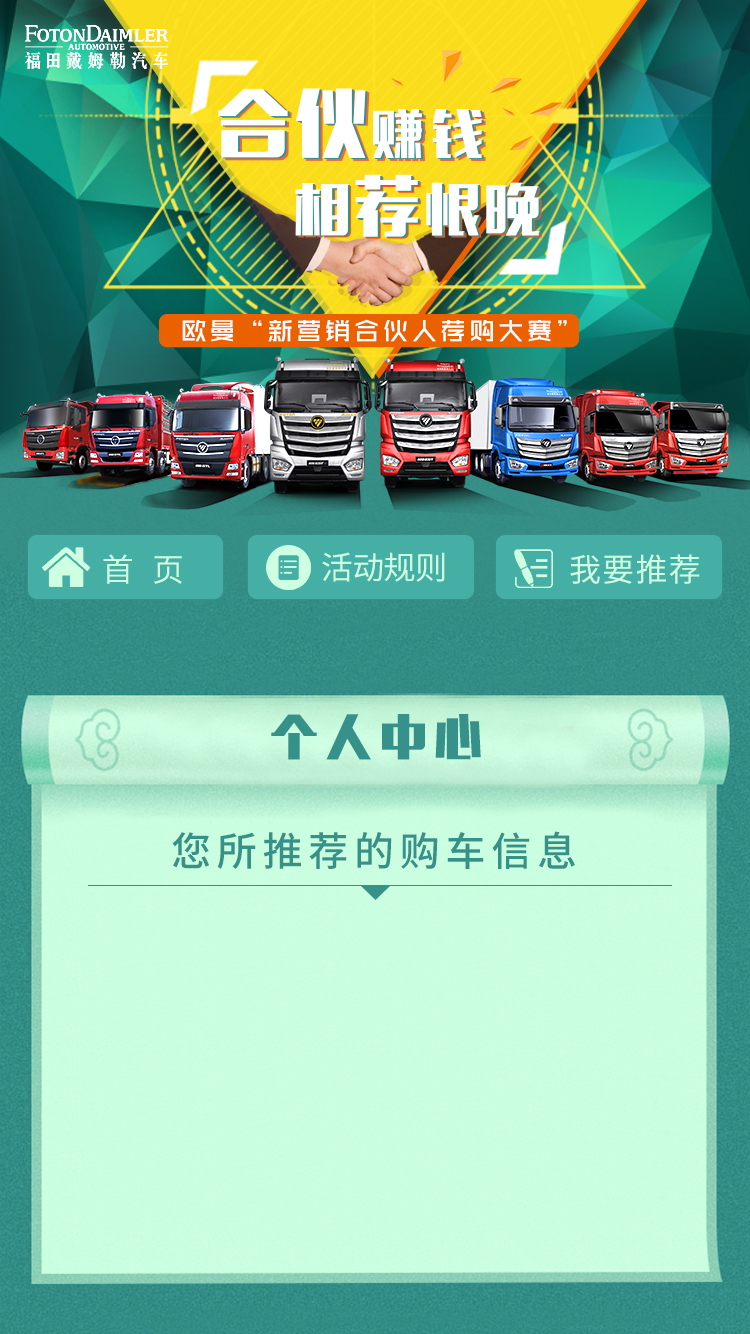 FOTONDAIMLER
AUTOMOTIVE
福田戴姆勒汽车
合伙赚钱
相荐恨晚
欧曼“新营销合伙人荐购大赛”
首 页
活动规则
我要推荐
个人中心
您所推荐的购车信息